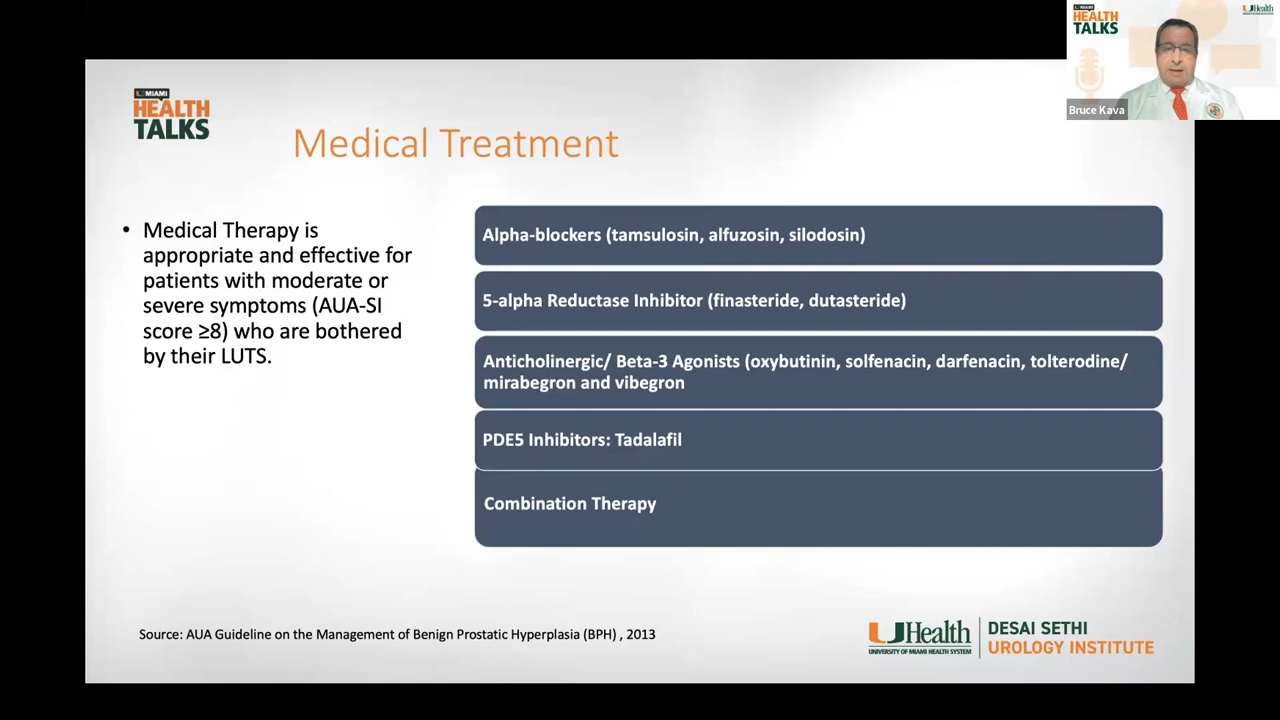 U MIAMI
HEALTH
TALKS
UHealth
Bruce Kava
U MIAMI
HEALTH
TALKS
Medical Treatment
• Medical Therapy is
appropriate and effective for
patients with moderate or
severe symptoms (AUA-SI
score ≥8) who are bothered
by their LUTS.
Alpha-blockers (tamsulosin, alfuzosin, silodosin)
5-alpha Reductase Inhibitor (finasteride, dutasteride)
Anticholinergic/ Beta-3 Agonists (oxybutinin, solfenacin, darfenacin, tolterodine/
mirabegron and vibegron
PDE5 Inhibitors: Tadalafil
Combination Therapy
Source: AUA Guideline on the Management of Benign Prostatic Hyperplasia (BPH) , 2013
UHealth
UNIVERSITY OF MIAMI HEALTH SYSTEM
DESAI SETHI
UROLOGY INSTITUTE